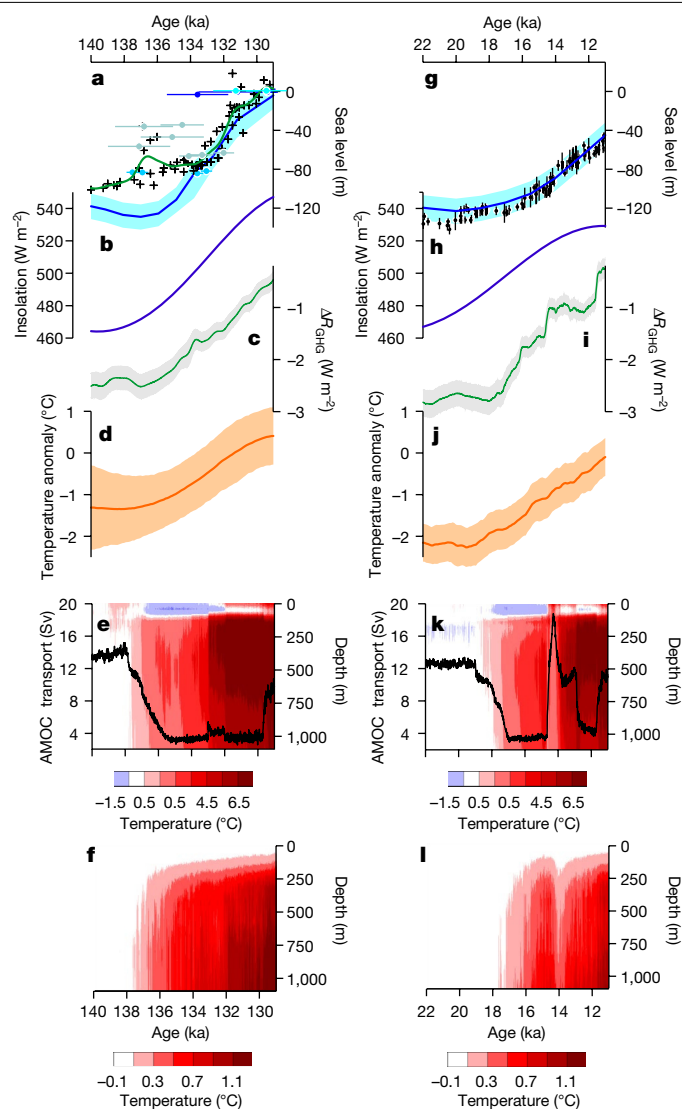 Age (ka)
140 138 136 134 132 130
a
0
−40
−80
−120
Sea level (m)
540
520
500
480
460
Insolation (W m−2)
b
c
−1
−2
−3
ΔRGHG
(W m−2)
1
0
−1
−2
Temperature anomaly (°C)
d
20
16
12
8
4
AMOC transport (Sv)
e
0
250
500
750
1,000
Depth (m)
−1.5 0.5 0.5 4.5 6.5
Temperature (°C)
f
0
250
500
750
1,000
Depth (m)
140 138 136 134 132 130
Age (ka)
−0.1 0.3 0.7 1.1
Temperature (°C)
Age (ka)
22 20 18 16 14 12
g
0
−40
−80
−120
Sea level (m)
540
520
500
480
460
Insolation (W m−2)
h
i
−1
−2
−3
ΔRGHG
(W m−2)
1
0
−1
−2
Temperature anomaly (°C)
j
20
16
12
8
4
AMOC transport (Sv)
k
0
250
500
750
1,000
Depth (m)
−1.5 0.5 0.5 4.5 6.5
Temperature (°C)
l
0
250
500
750
1,000
Depth (m)
22 20 18 16 14 12
Age (ka)
−0.1 0.3 0.7 1.1
Temperature (°C)